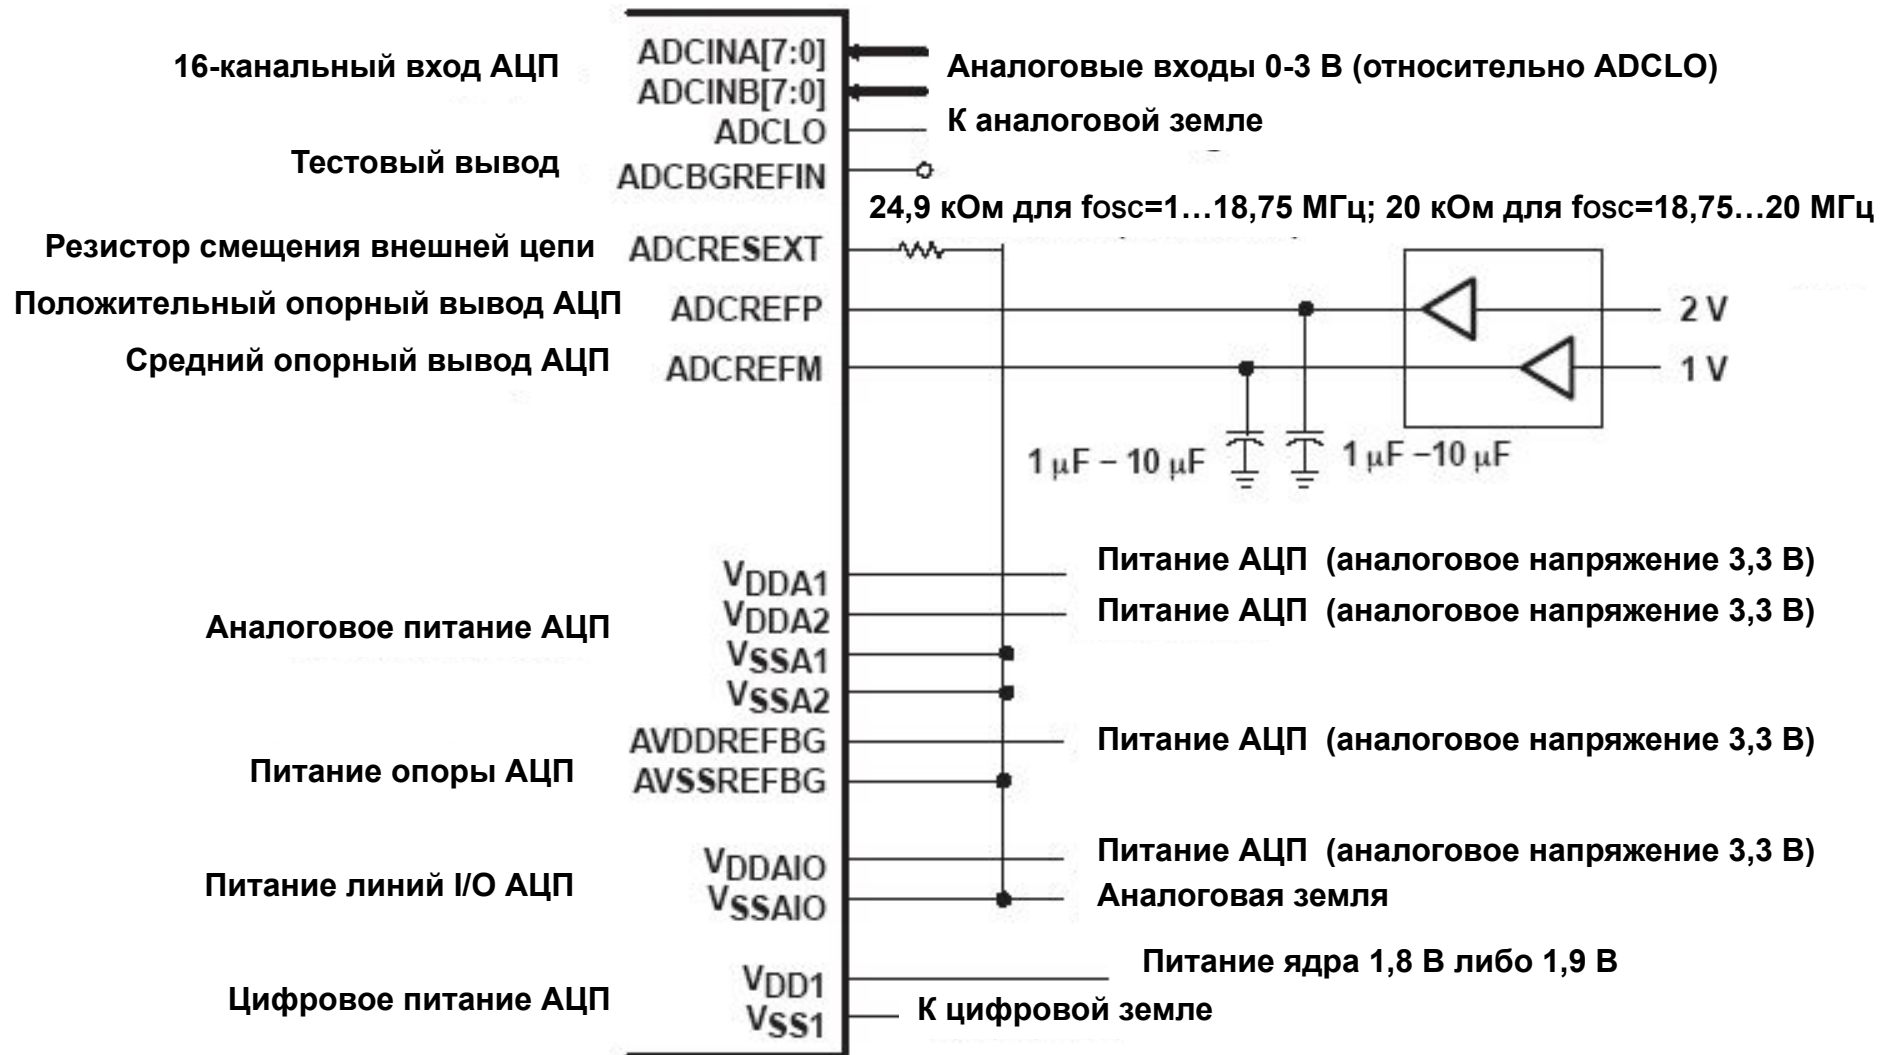 16-канальный вход АЦП
ADCINA[7:0]
ADCINB[7:0]
Аналоговые входы 0-3 В (относительно ADCLO)
ADCLO
К аналоговой земле
Тестовый вывод
ADCBGREFIN
24,9 кОм для fosc=1...18,75 МГц; 20 кОм для fosc=18,75...20 МГц
Резистор смещения внешней цепи
ADCRESEXT
Положительный опорный вывод АЦП
ADCREFP
2 V
Средний опорный вывод АЦП
ADCREFM
1 V
1 µF – 10 µF
1 µF –10 µF
VDDA1
Питание АЦП (аналоговое напряжение 3,3 В)
VDDA2
Питание АЦП (аналоговое напряжение 3,3 В)
Аналоговое питание АЦП
VSSA1
VSSA2
AVDDREFBG
Питание АЦП (аналоговое напряжение 3,3 В)
Питание опоры АЦП
AVSSREFBG
VDDAIO
Питание АЦП (аналоговое напряжение 3,3 В)
Питание линий I/O АЦП
VSSAIO
Аналоговая земля
VDD1
Питание ядра 1,8 В либо 1,9 В
Цифровое питание АЦП
VSS1
К цифровой земле